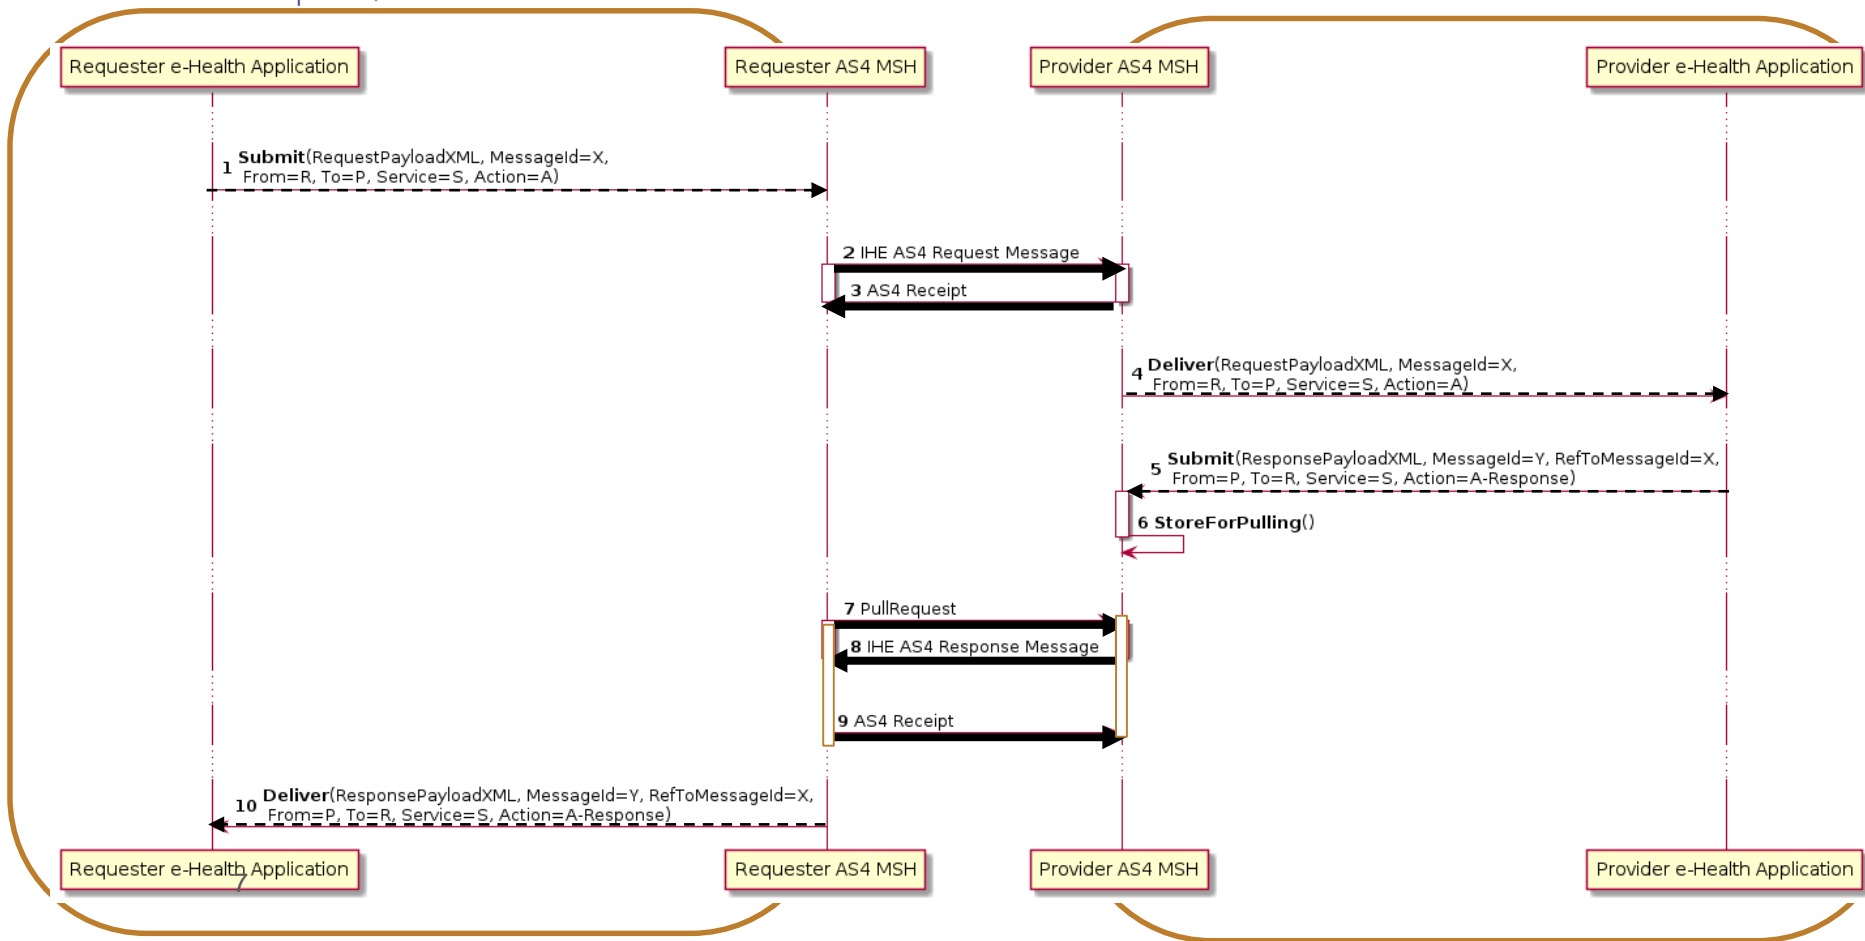 Requester e-Health Application
Requester AS4 MSH
Provider AS4 MSH
Provider e-Health Application
1 Submit(RequestPayloadXML, MessageId=X,
From=R, To=P, Service=S, Action=A)
2 IHE AS4 Request Message
3 AS4 Receipt
4 Deliver(RequestPayloadXML, MessageId=X,
From=R, To=P, Service=S, Action=A)
5 Submit(ResponsePayloadXML, MessageId=Y, RefToMessageId=X,
From=P, To=R, Service=S, Action=A-Response)
6 StoreForPulling()
7 PullRequest
8 IHE AS4 Response Message
9 AS4 Receipt
10 Deliver(ResponsePayloadXML, MessageId=Y, RefToMessageId=X,
From=P, To=R, Service=S, Action=A-Response)
Requester e-Health Application
Requester AS4 MSH
Provider AS4 MSH
Provider e-Health Application
7